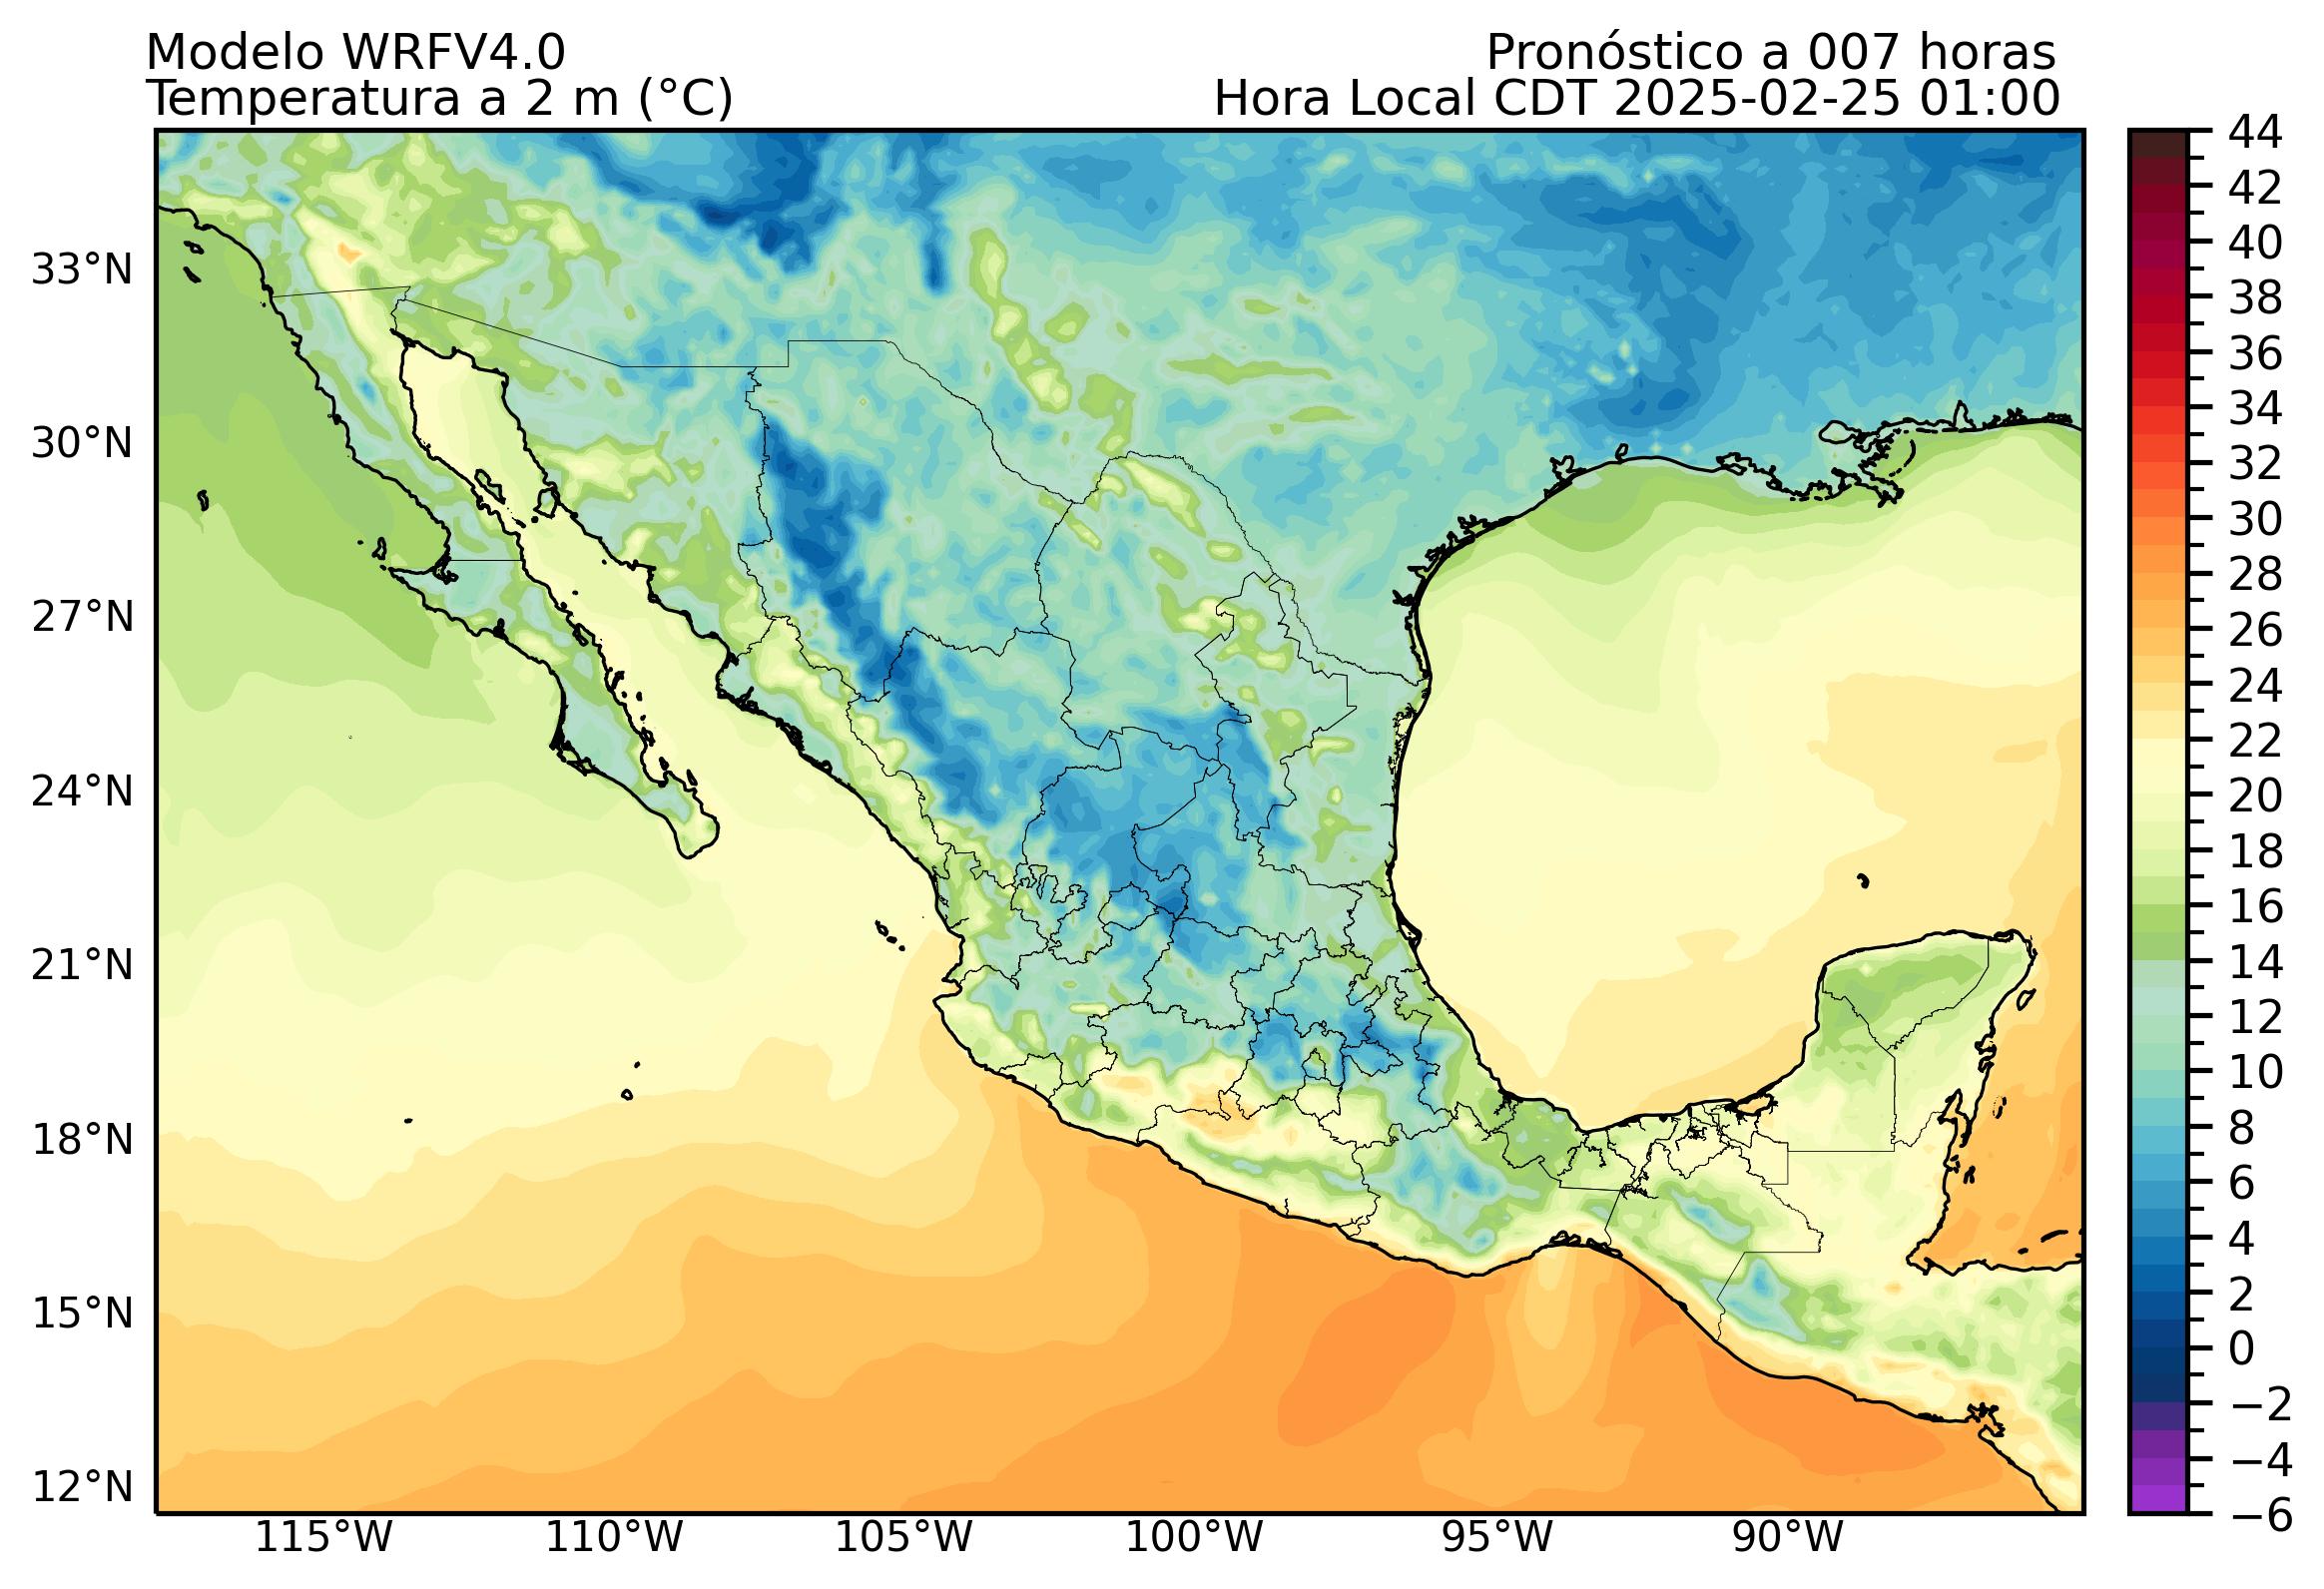 Modelo WRFV4.0
Temperatura a 2 m (°C)
Pronóstico a 007 horas
Hora Local CDT 2025-02-25 01:00
33°N
30°N
27°N
24°N
21°N
18°N
15°N
12°N
115°W
110°W
105°W
100°W
95°W
90°W
44
42
40
38
36
34
32
30
28
26
24
22
20
18
16
14
12
10
8
6
4
2
0
−2
−4
−6